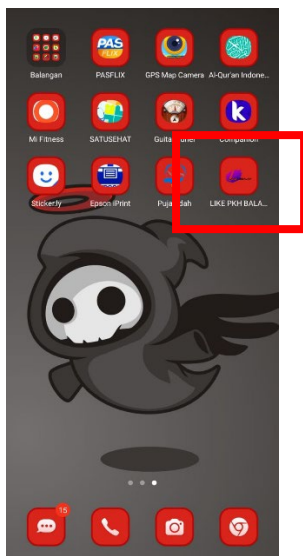 PAS
FLIX
Balangan
PASFLIX
GPS Map Camera
Al-Qur'an Indone..
Mi Fitness
SATUSEHAT
k
Companion
Sticker.ly
Epson iPrint
LIKE PKH BALA...
15